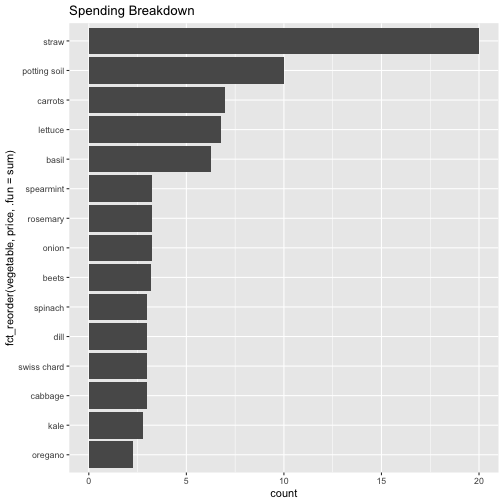 Spending Breakdown
straw
potting soil
carrots
lettuce
basil
spearmint
rosemary
onion
beets
spinach
dill
swiss chard
cabbage
kale
oregano
fct_reorder(vegetable, price, .fun = sum)
0 5 10 15 20
count